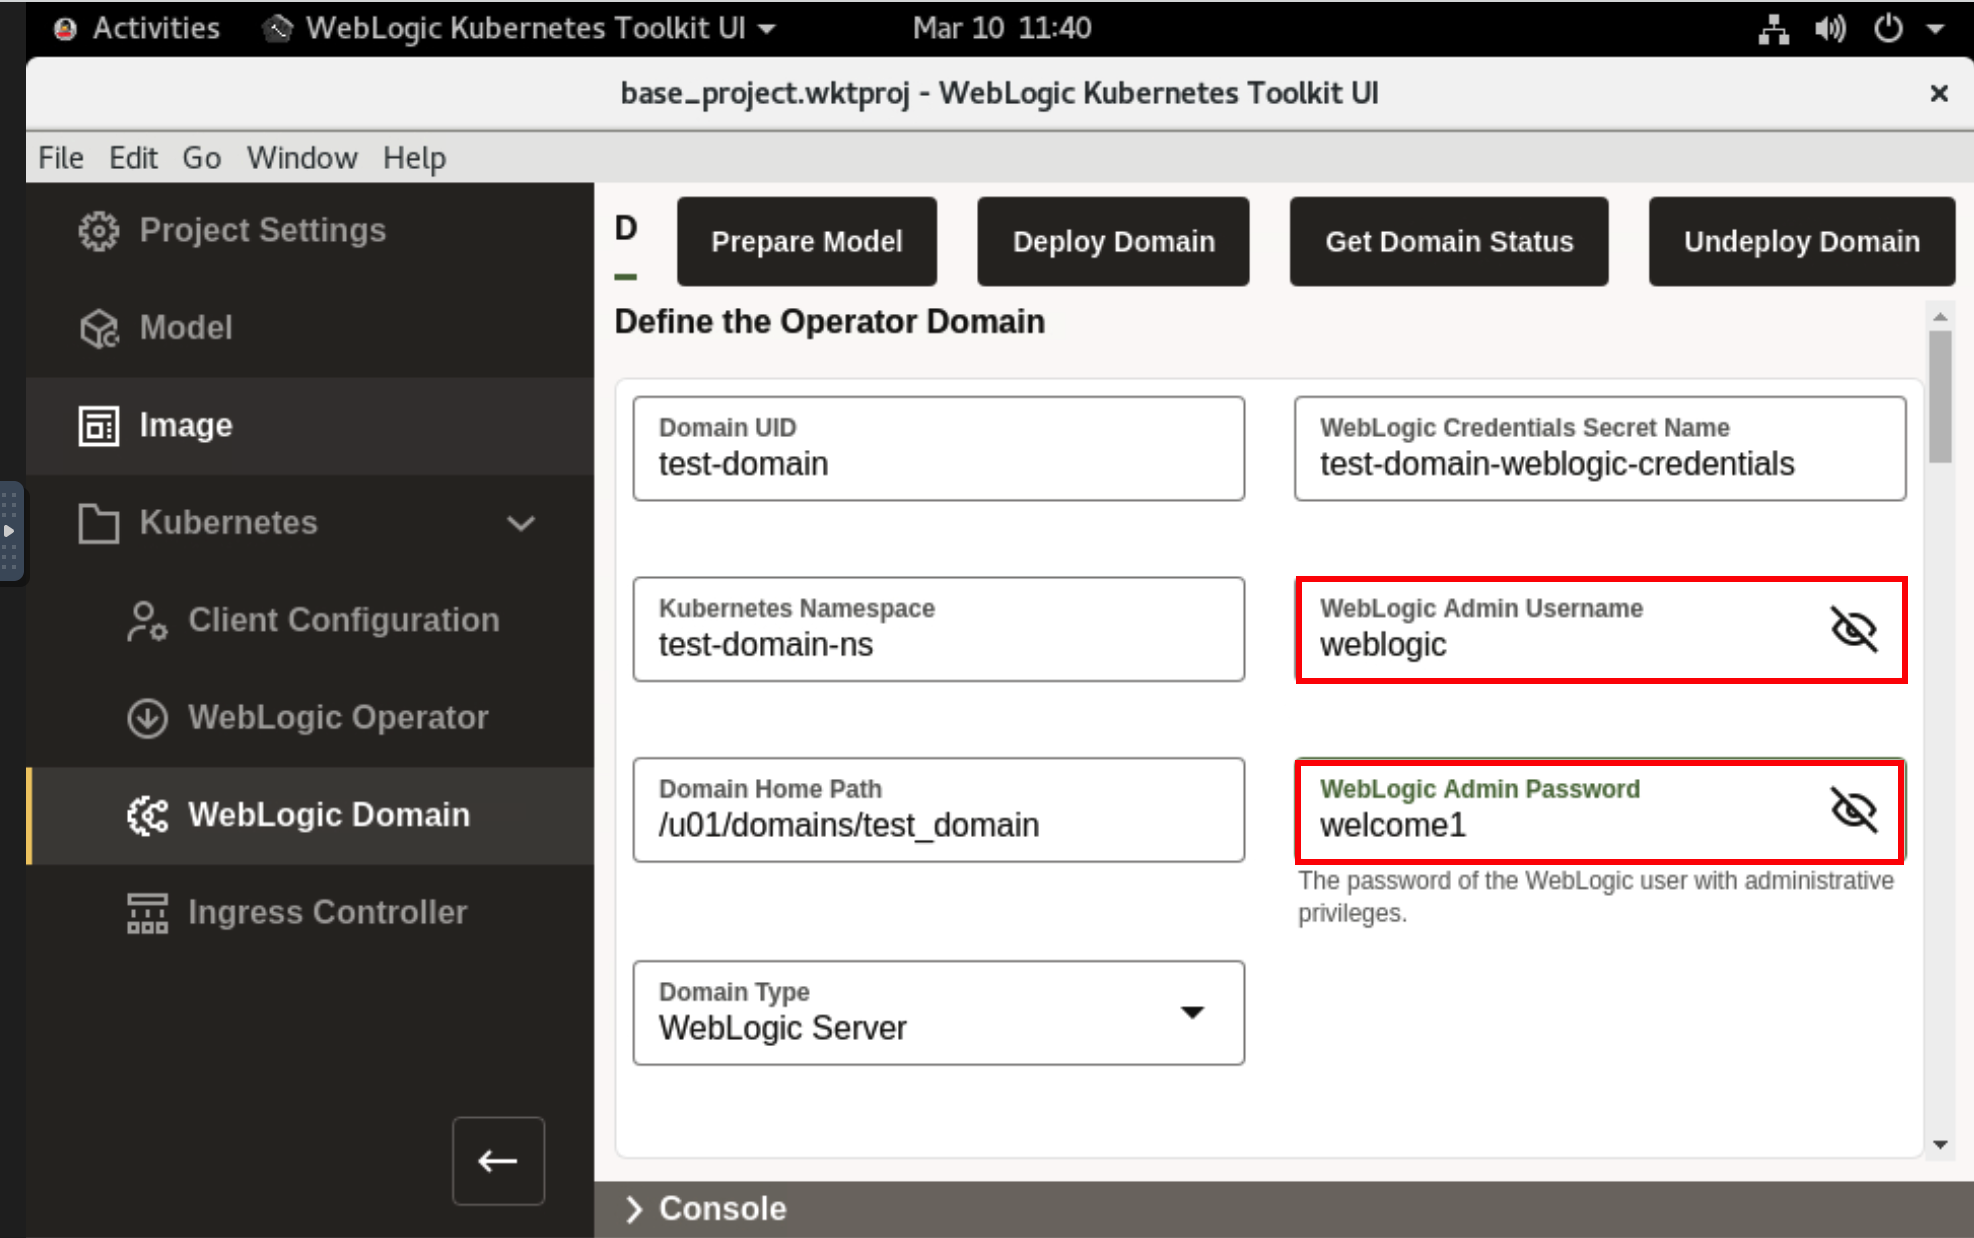 Activities WebLogic Kubernetes Toolkit UI Mar 10 11:40
base_project.wktproj - WebLogic Kubernetes Toolkit UI ×
File Edit Go Window Help
Project Settings
Model
Image
Kubernetes
Client Configuration
WebLogic Operator
WebLogic Domain
Ingress Controller
D Prepare Model Deploy Domain Get Domain Status Undeploy Domain
Define the Operator Domain
Domain UID
test-domain
WebLogic Credentials Secret Name
test-domain-weblogic-credentials
Kubernetes Namespace
test-domain-ns
WebLogic Admin Username
weblogic
Domain Home Path
/u01/domains/test_domain
WebLogic Admin Password
welcome1
The password of the WebLogic user with administrative
privileges.
Domain Type
WebLogic Server
Console